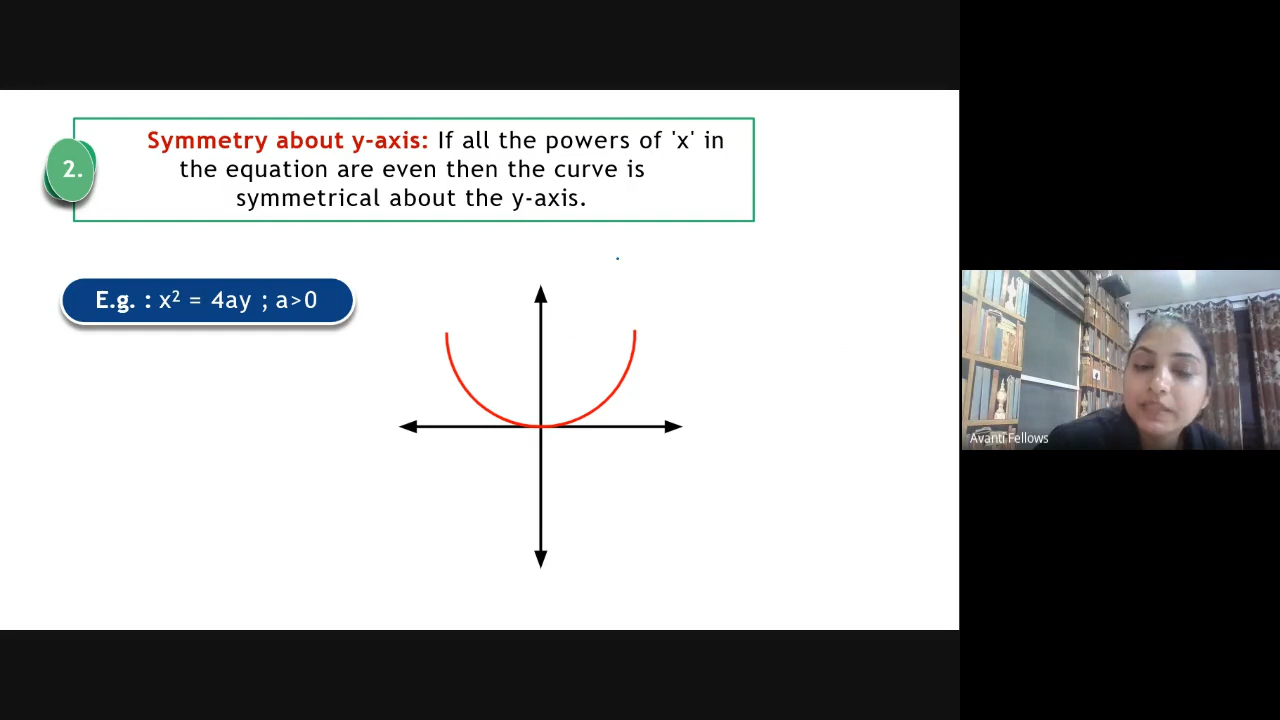 2.
Symmetry about y-axis: If all the powers of 'x' in
the equation are even then the curve is
symmetrical about the y-axis.
E.g. : x² = 4ay ; a>0
Avanti Fellows